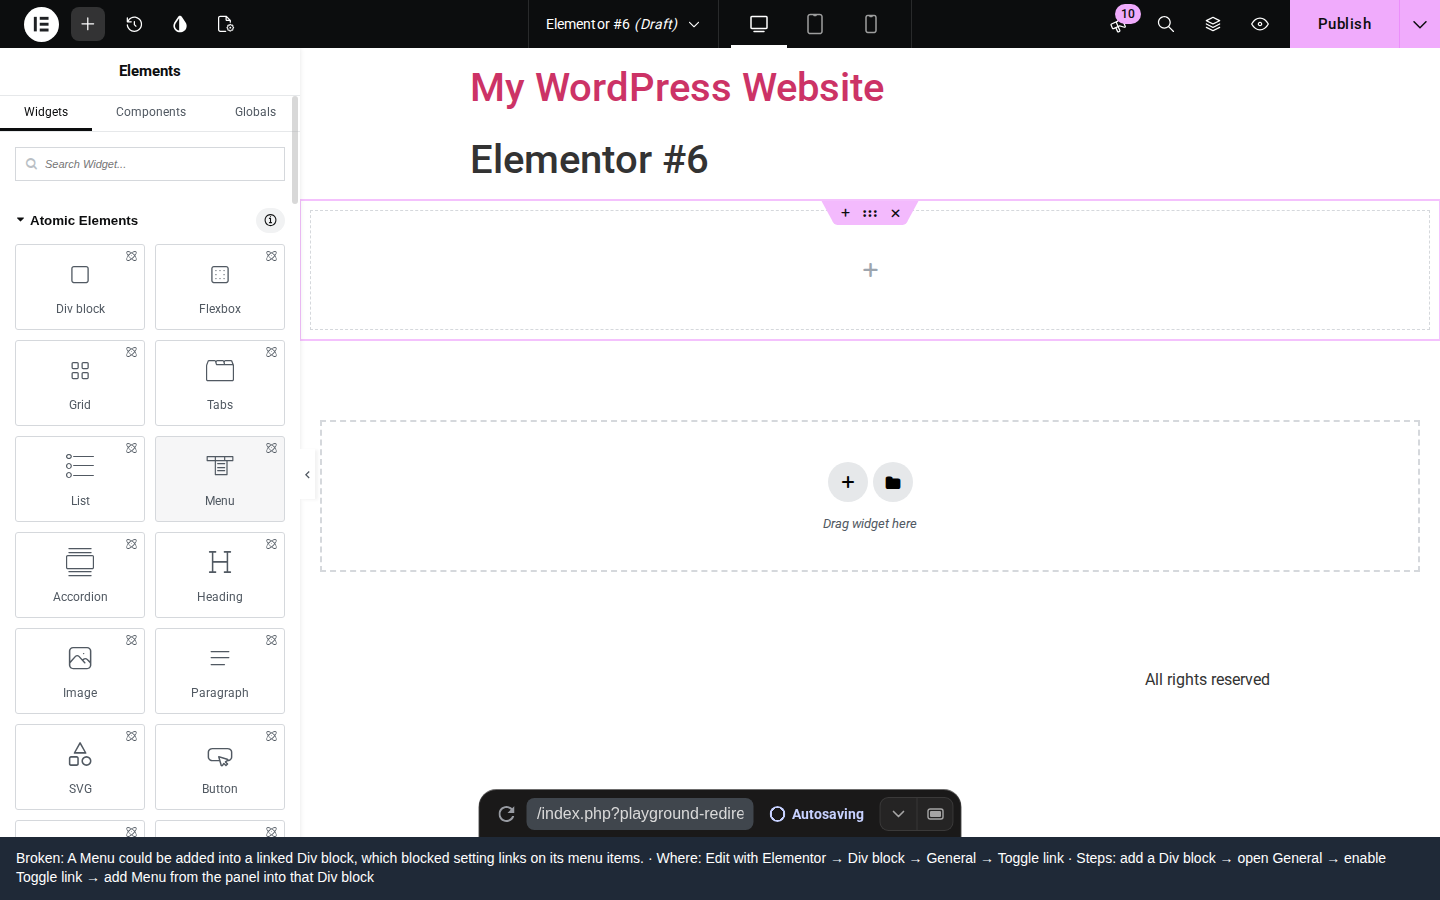 Elementor #6 (Draft)
10
Publish
Elements
Widgets
Components
Globals
Search Widget...
Atomic Elements
Div block
Flexbox
Grid
Tabs
List
Menu
Accordion
Heading
Image
Paragraph
SVG
Button
My WordPress Website
Elementor #6
Drag widget here
All rights reserved
/index.php?playground-redire
Autosaving
Broken: A Menu could be added into a linked Div block, which blocked setting links on its menu items. · Where: Edit with Elementor → Div block → General → Toggle link · Steps: add a Div block → open General → enable
Toggle link → add Menu from the panel into that Div block